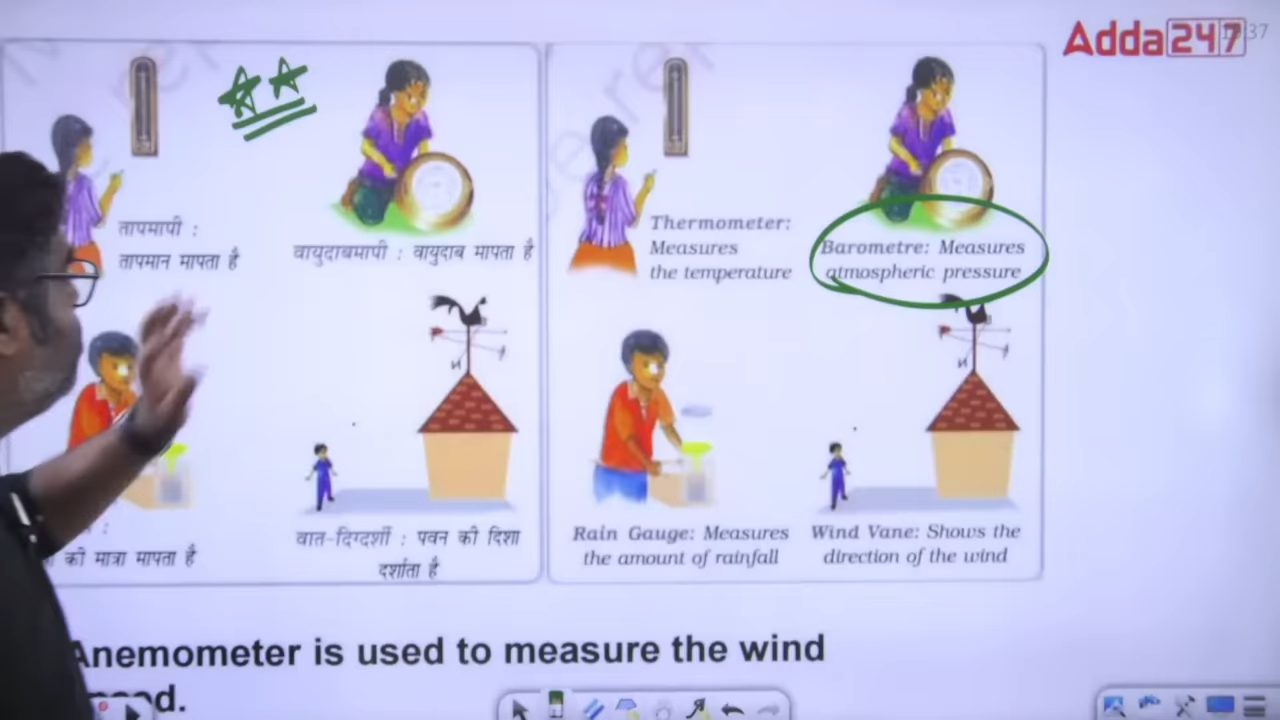 Adda 247
तापमापी :
तापमान मापता है
वायुदाबमापी : वायुदाब मापता है
:
की मात्रा मापता है
वात-दिग्दर्शी : पवन की दिशा
दर्शाता है
Thermometer:
Measures
the temperature
Barometre: Measures
atmospheric pressure
Rain Gauge: Measures
the amount of rainfall
Wind Vane: Shows the
direction of the wind
Anemometer is used to measure the wind